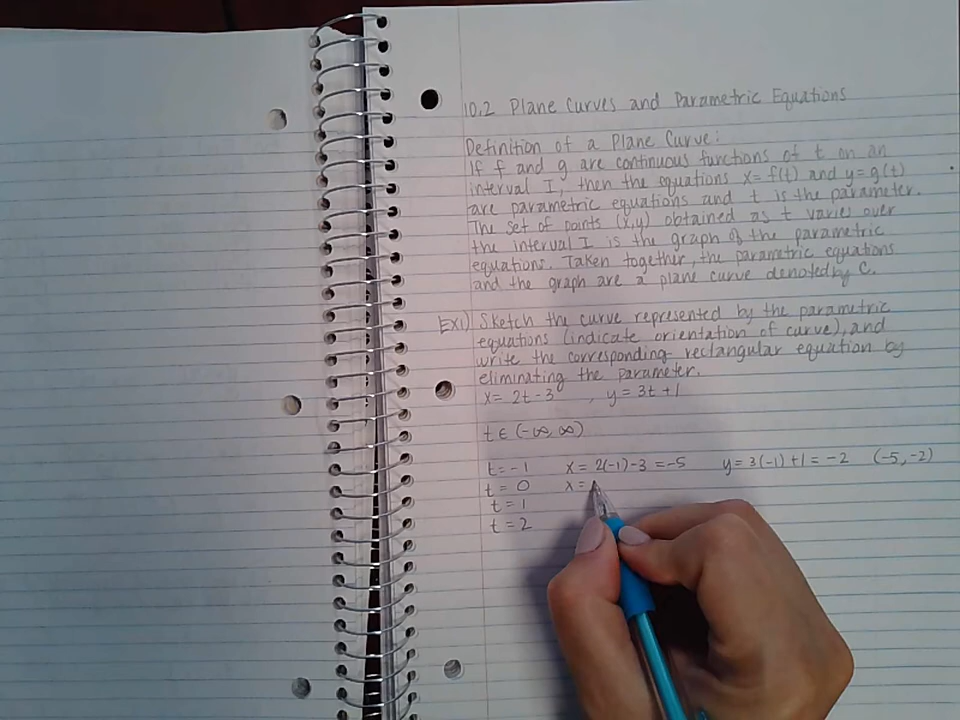 10.2 Plane Curves and Parametric Equations
Definition of a Plane Curve:
If f and g are continuous functions of t on an
interval I, then the equations x=f(t) and y=g(t)
are parametric equations and t is the parameter.
The set of points (x,y) obtained as t varies over
the interval I is the graph of the parametric
equations. Taken together, the parametric equations
and the graph are a plane curve denoted by C.
EX1) Sketch the curve represented by the parametric
equations (indicate orientation of curve), and
write the corresponding rectangular equation by
eliminating the parameter.
x= 2t-3 , y=3t+1
t∈(-∞,∞)
t=-1 x= 2(-1)-3 =-5 y= 3(-1)+1=-2 (-5,-2)
t= 0 x=
t= 1
t= 2